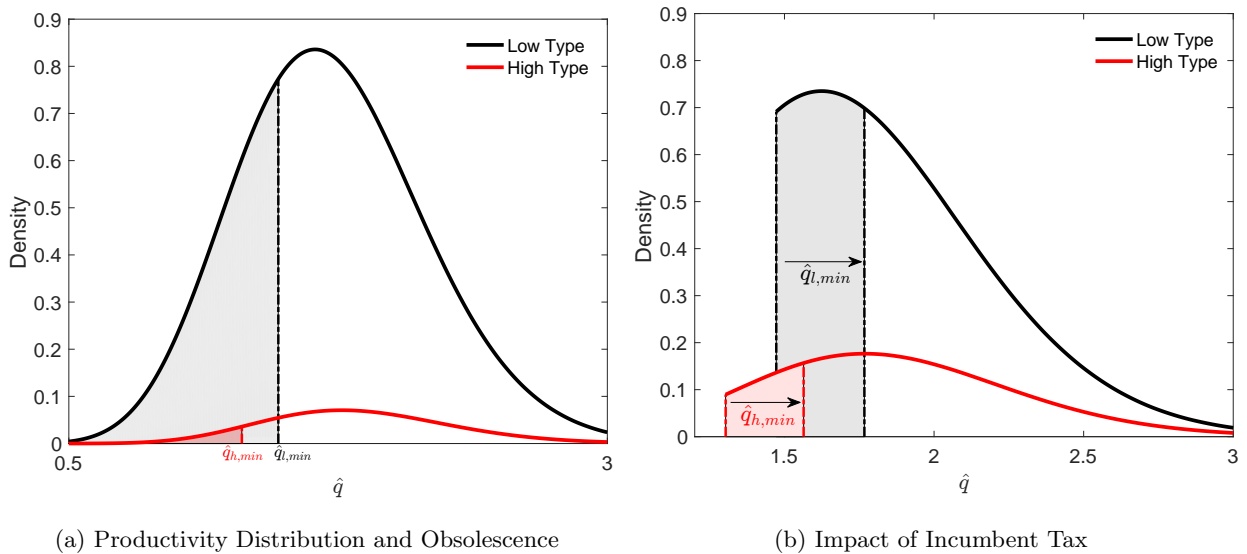 0.9
0.8
0.7
0.6
0.5
0.4
0.3
0.2
0.1
0
Density
Low Type
High Type
q̂h,min
q̂l,min
0.5
3
q̂
(a) Productivity Distribution and Obsolescence
0.9
0.8
0.7
0.6
0.5
0.4
0.3
0.2
0.1
0
Density
Low Type
High Type
q̂l,min
q̂h,min
1.5
2
2.5
3
q̂
(b) Impact of Incumbent Tax